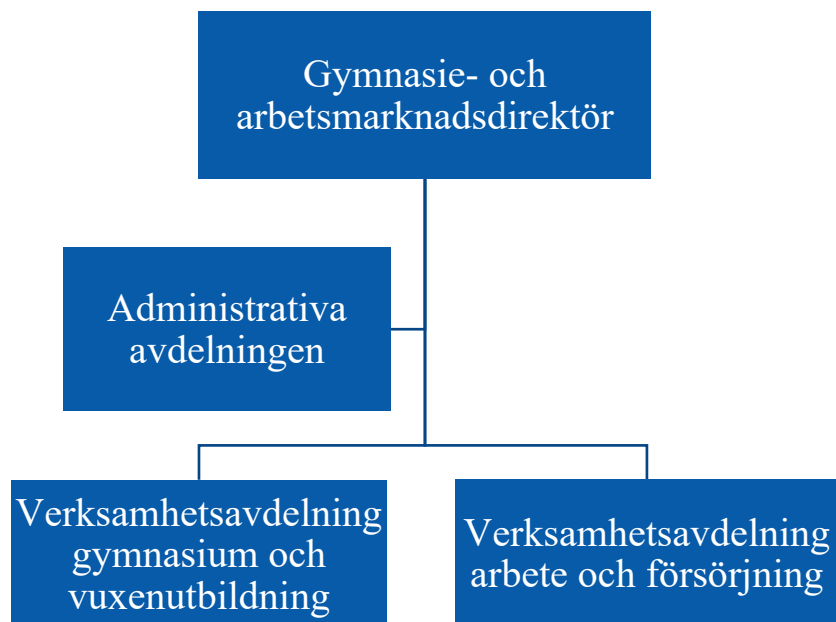 Gymnasie- och
arbetsmarknadsdirektör
Administrativa
avdelningen
Verksamhetsavdelning
gymnasium och
vuxenutbildning
Verksamhetsavdelning
arbete och försörjning